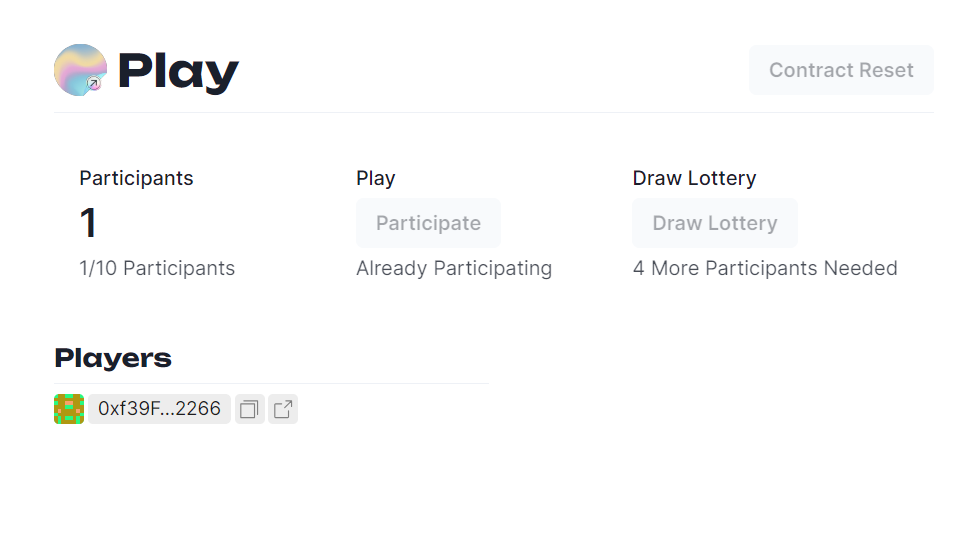 Play
Contract Reset
Participants
1
1/10 Participants
Play
Participate
Already Participating
Draw Lottery
Draw Lottery
4 More Participants Needed
Players
0xf39F...2266